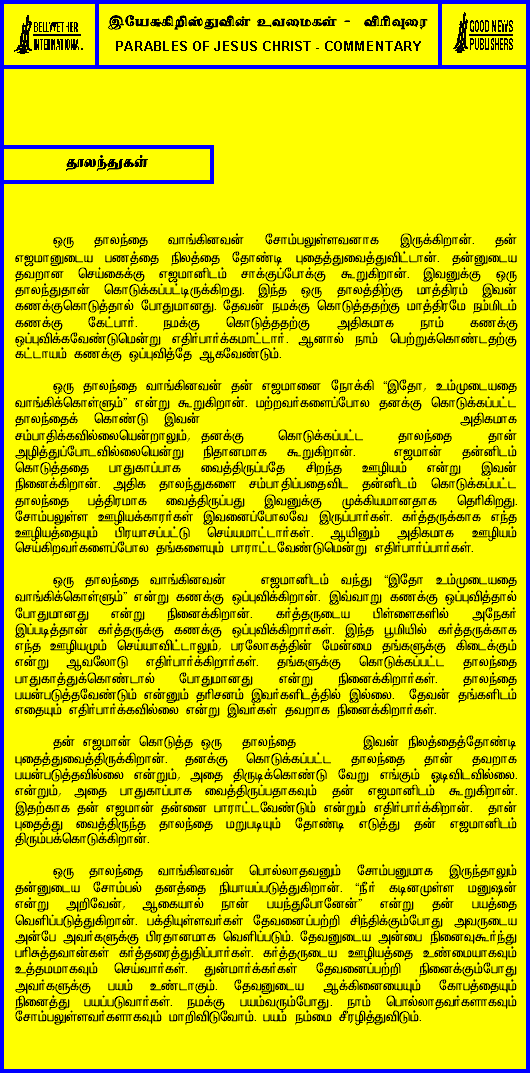 BELLWETHER
INTERNATIONAL
இயேசுகிறிஸ்துவின் உவமைகள் - விரிவுரை
PARABLES OF JESUS CHRIST - COMMENTARY
GOOD NEWS
PUBLISHERS
தாலந்துகள்
ஒரு தாலந்தை வாங்கினவன் சோம்பலுள்ளவனாக இருக்கிறான். தன்
எஜமானுடைய பணத்தை நிலத்தை தோண்டி புதைத்துவைத்துவிட்டான். தன்னுடைய
தவறான செய்கைக்கு எஜமானிடம் சாக்குப்போக்கு கூறுகிறான். இவனுக்கு ஒரு
தாலந்துதான் கொடுக்கப்பட்டிருக்கிறது. இந்த ஒரு தாலந்திற்கு மாத்திரம் இவன்
கணக்குகொடுத்தால் போதுமானது. தேவன் நமக்கு கொடுத்ததற்கு மாத்திரமே நம்மிடம்
கணக்கு கேட்பார். நமக்கு கொடுத்ததற்கு அதிகமாக நாம் கணக்கு
ஒப்புவிக்கவேண்டுமென்று எதிர்பார்க்கமாட்டார். ஆனால் நாம் பெற்றுக்கொண்டதற்கு
கட்டாயம் கணக்கு ஒப்புவித்தே ஆகவேண்டும்.
ஒரு தாலந்தை வாங்கினவன் தன் எஜமானை நோக்கி “இதோ, உம்முடையதை
வாங்கிக்கொள்ளும்” என்று கூறுகிறான். மற்றவர்களைப்போல தனக்கு கொடுக்கப்பட்ட
தாலந்தைக் கொண்டு இவன் அதிகமாக
சம்பாதிக்கவில்லையென்றாலும், தனக்கு கொடுக்கப்பட்ட தாலந்தை தான்
அழித்துப்போடவில்லையென்று நிதானமாக கூறுகிறான். எஜமான் தன்னிடம்
கொடுத்ததை பாதுகாப்பாக வைத்திருப்பதே சிறந்த ஊழியம் என்று இவன்
நினைக்கிறான். அதிக தாலந்துகளை சம்பாதிப்பதைவிட தன்னிடம் கொடுக்கப்பட்ட
தாலந்தை பத்திரமாக வைத்திருப்பது இவனுக்கு முக்கியமானதாக தெரிகிறது.
சோம்பலுள்ள ஊழியக்காரர்கள் இவனைப்போலவே இருப்பார்கள். கர்த்தருக்காக எந்த
ஊழியத்தையும் பிரயாசப்பட்டு செய்யமாட்டார்கள். ஆயினும் அதிகமாக ஊழியம்
செய்கிறவர்களைப்போல தங்களையும் பாராட்டவேண்டுமென்று எதிர்பார்ப்பார்கள்.
ஒரு தாலந்தை வாங்கினவன் எஜமானிடம் வந்து “இதோ உம்முடையதை
வாங்கிக்கொள்ளும்” என்று கணக்கு ஒப்புவிக்கிறான். இவ்வாறு கணக்கு ஒப்புவித்தால்
போதுமானது என்று நினைக்கிறான். கர்த்தருடைய பிள்ளைகளில் அநேகர்
இப்படித்தான் கர்த்தருக்கு கணக்கு ஒப்புவிக்கிறார்கள். இந்த பூமியில் கர்த்தருக்காக
எந்த ஊழியமும் செய்யாவிட்டாலும், பரலோகத்தின் மேன்மை தங்களுக்கு கிடைக்கும்
என்று ஆவலோடு எதிர்பார்க்கிறார்கள். தங்களுக்கு கொடுக்கப்பட்ட தாலந்தை
பாதுகாத்துக்கொண்டால் போதுமானது என்று நினைக்கிறார்கள். தாலந்தை
பயன்படுத்தவேண்டும் என்னும் தரிசனம் இவர்களிடத்தில் இல்லை. தேவன் தங்களிடம்
எதையும் எதிர்பார்க்கவில்லை என்று இவர்கள் தவறாக நினைக்கிறார்கள்.
தன் எஜமான் கொடுத்த ஒரு தாலந்தை இவன் நிலத்தைத்தோண்டி
புதைத்துவைத்திருக்கிறான். தனக்கு கொடுக்கப்பட்ட தாலந்தை தான் தவறாக
பயன்படுத்தவில்லை என்றும், அதை திருடிக்கொண்டு வேறு எங்கும் ஓடிவிடவில்லை.
என்றும், அதை பாதுகாப்பாக வைத்திருப்பதாகவும் தன் எஜமானிடம் கூறுகிறான்.
இதற்காக தன் எஜமான் தன்னை பாராட்டவேண்டும் என்றும் எதிர்பார்க்கிறான். தான்
புதைத்து வைத்திருந்த தாலந்தை மறுபடியும் தோண்டி எடுத்து தன் எஜமானிடம்
திரும்பக்கொடுக்கிறான்.
ஒரு தாலந்தை வாங்கினவன் பொல்லாதவனும் சோம்பனுமாக இருந்தாலும்
தன்னுடைய சோம்பல் தனத்தை நியாயப்படுத்துகிறான். “நீர் கடினமுள்ள மனுஷன்
என்று அறிவேன், ஆகையால் நான் பயந்துபோனேன்” என்று தன் பயத்தை
வெளிப்படுத்துகிறான். பக்தியுள்ளவர்கள் தேவனைப்பற்றி சிந்திக்கும்போது அவருடைய
அன்பே அவர்களுக்கு பிரதானமாக வெளிப்படும். தேவனுடைய அன்பை நினைவுகூர்ந்து
பரிசுத்தவான்கள் கர்த்தரைத்துதிப்பார்கள். கர்த்தருடைய ஊழியத்தை உண்மையாகவும்
உத்தமமாகவும் செய்வார்கள். துன்மார்க்கர்கள் தேவனைப்பற்றி நினைக்கும்போது
அவர்களுக்கு பயம் உண்டாகும். தேவனுடைய ஆக்கினையையும் கோபத்தையும்
நினைத்து பயப்படுவார்கள். நமக்கு பயம்வரும்போது. நாம் பொல்லாதவர்களாகவும்
சோம்பலுள்ளவர்களாகவும் மாறிவிடுவோம். பயம் நம்மை சீரழித்துவிடும்.